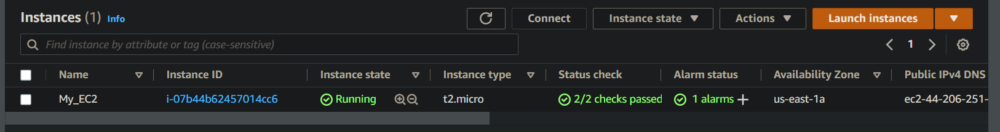 Instances (1) Info Connect Instance state Actions Launch instances
Find instance by attribute or tag (case-sensitive) 1
Name Instance ID Instance state Instance type Status check Alarm status Availability Zone Public IPv4 DNS
My_EC2 i-07b44b62457014cc6 Running t2.micro 2/2 checks passed 1 alarms + us-east-1a ec2-44-206-251-